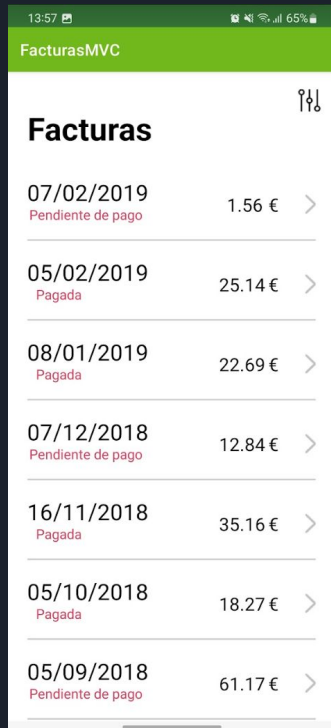 13:57 65%
FacturasMVC
Facturas
07/02/2019
Pendiente de pago
1.56 €
05/02/2019
Pagada
25.14 €
08/01/2019
Pagada
22.69 €
07/12/2018
Pendiente de pago
12.84 €
16/11/2018
Pagada
35.16 €
05/10/2018
Pagada
18.27 €
05/09/2018
Pendiente de pago
61.17 €